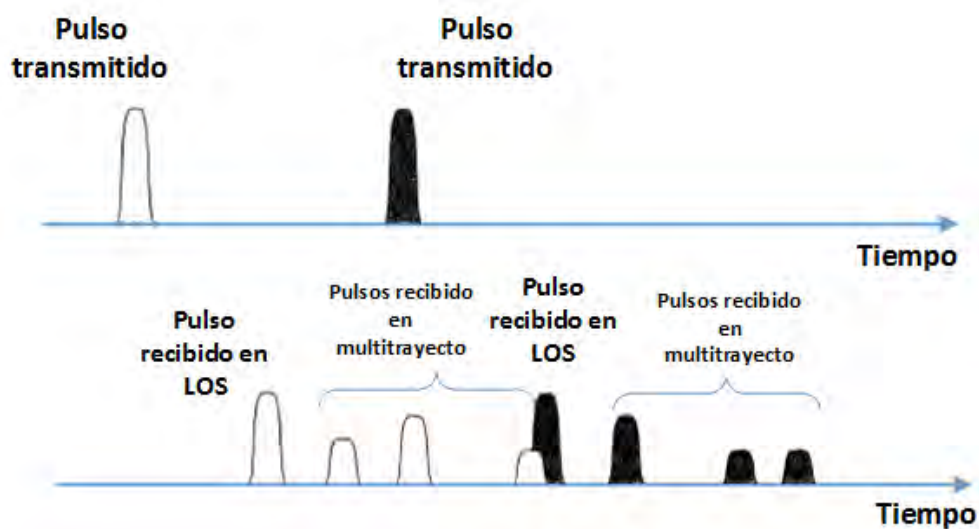 Pulso
transmitido
Pulso
transmitido
Tiempo
Pulso
recibido en
LOS
Pulsos recibido
en
multitrayecto
Pulso
recibido en
LOS
Pulsos recibido
en
multitrayecto
Tiempo